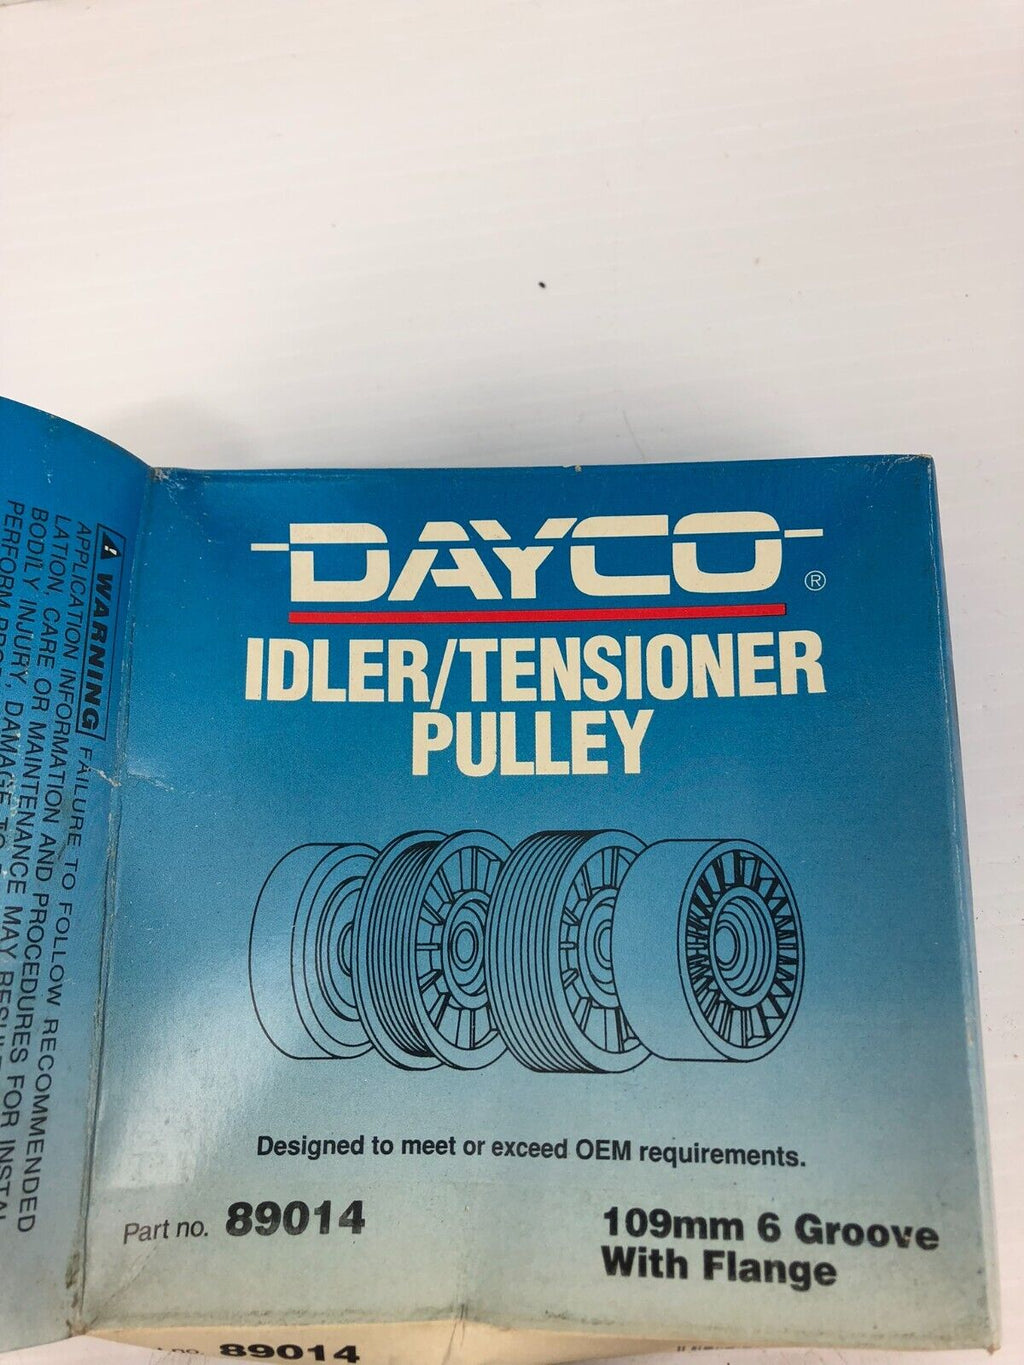 DAYCO®
IDLER/TENSIONER
PULLEY
Designed to meet or exceed OEM requirements.
Part no. 89014
109mm 6 Groove
With Flange
89014
WARNING FAILURE TO FOLLOW RECOMMENDED
APPLICATION INFORMATION AND PROCEDURES FOR INSTAL
LATION, CARE OR MAINTENANCE MAY RESULT
BODILY INJURY, DAMAGE TO
PERFORM